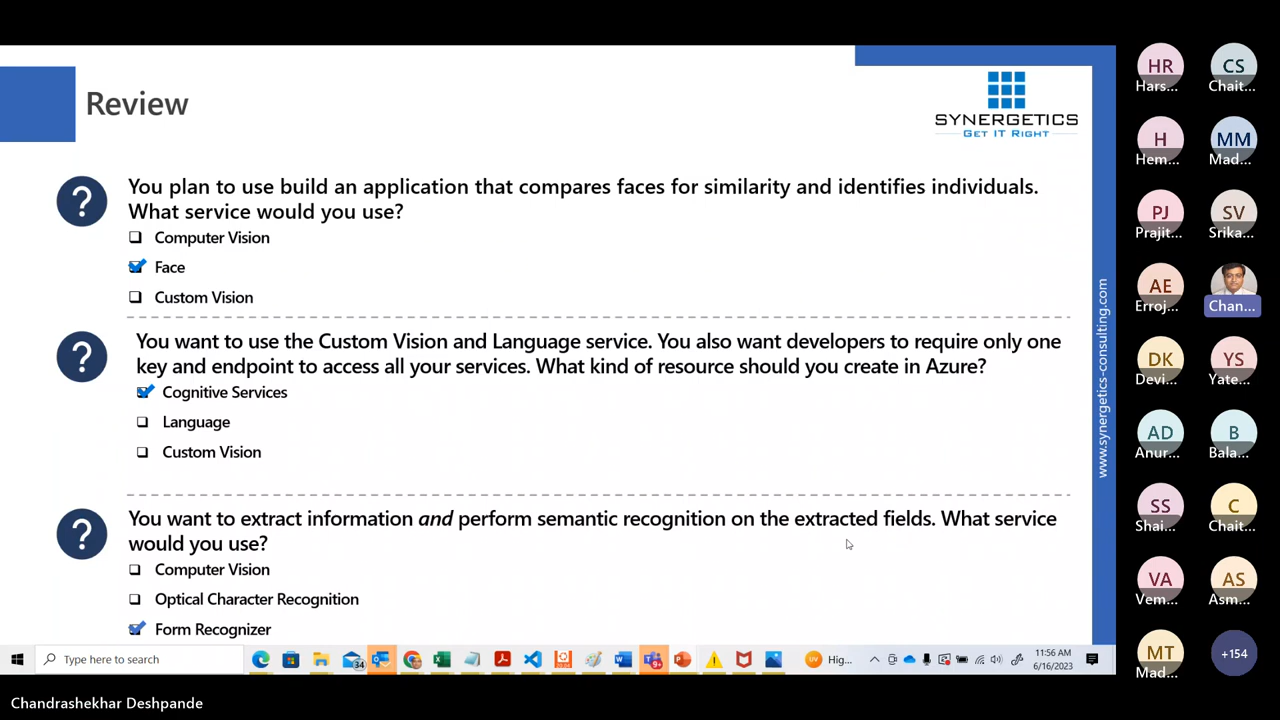 Review
SYNERGETICS
GET IT RIGHT
You plan to use build an application that compares faces for similarity and identifies individuals.
What service would you use?
Computer Vision
Face
Custom Vision
You want to use the Custom Vision and Language service. You also want developers to require only one
key and endpoint to access all your services. What kind of resource should you create in Azure?
Cognitive Services
Language
Custom Vision
You want to extract information and perform semantic recognition on the extracted fields. What service
would you use?
Computer Vision
Optical Character Recognition
Form Recognizer
www.synergetics-consulting.com
HR
Hars...
CS
Chait...
H
Hem...
MM
Mad...
PJ
Prajit...
SV
Srika...
AE
Erroj...
Chan...
DK
Devi...
YS
Yate...
AD
Anur...
B
Bala...
SS
Shai...
C
Chait...
VA
Vem...
AS
Asm...
MT
Mad...
+154
Type here to search
34
9+
UV
Hig...
11:56 AM
6/16/2023
Chandrashekhar Deshpande